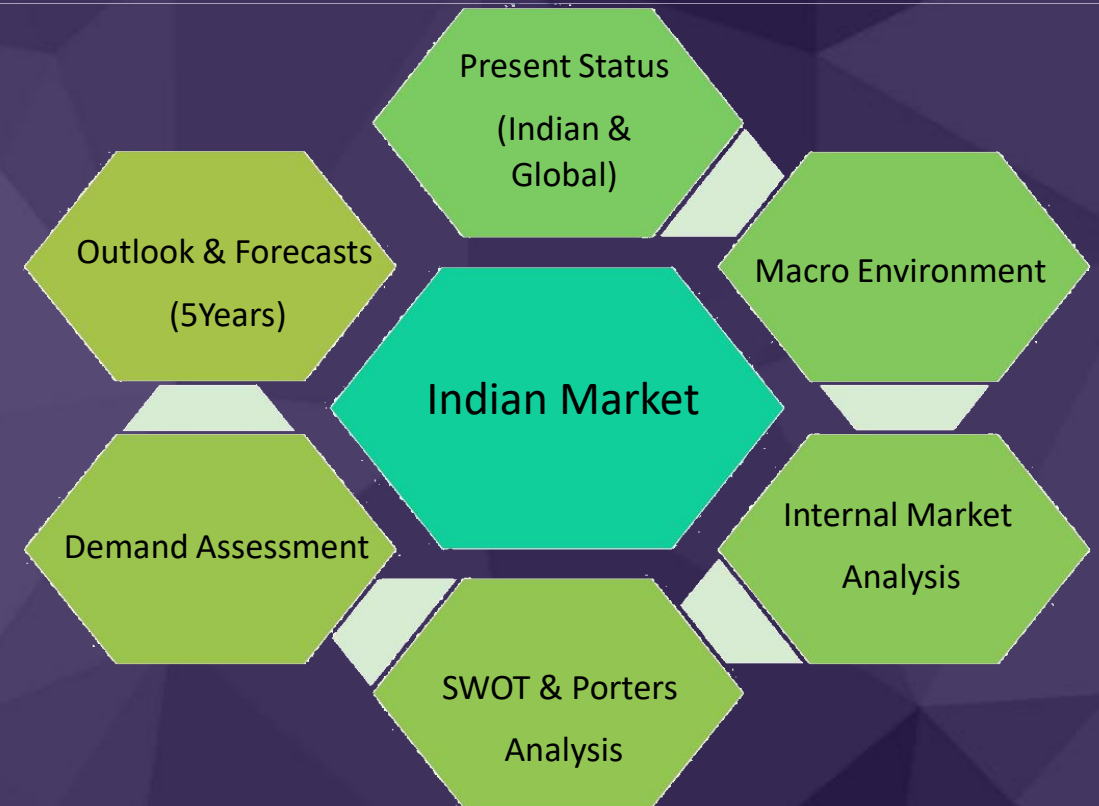 Present Status
(Indian &
Global)
Outlook & Forecasts
(5Years)
Macro Environment
Indian Market
Demand Assessment
Internal Market
Analysis
SWOT & Porters
Analysis